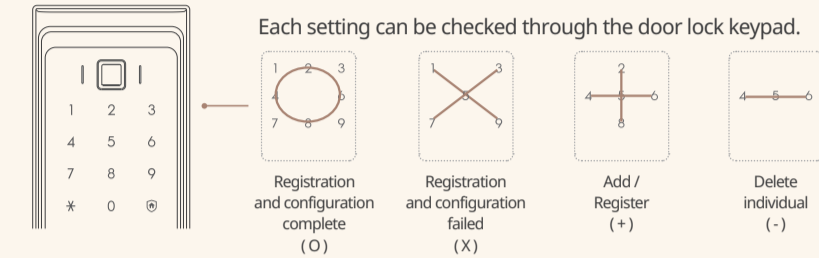 Each setting can be checked through the door lock keypad.
1 2 3
4 5 6
7 8 9
* 0
1 2 3
4 6
7 8 9
1 3
5
7 9
2
4 5 6
8
4 5 6
Registration
and configuration
complete
( O )
Registration
and configuration
failed
( X )
Add /
Register
( + )
Delete
individual
( - )